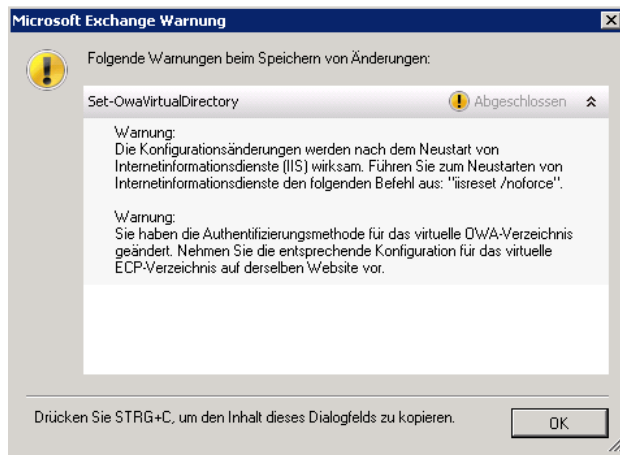 Microsoft Exchange Warnung
Folgende Warnungen beim Speichern von Änderungen:
Set-OwaVirtualDirectory
Abgeschlossen
Warnung:
Die Konfigurationsänderungen werden nach dem Neustart von
Internetinformationsdienste (IIS) wirksam. Führen Sie zum Neustarten von
Internetinformationsdienste den folgenden Befehl aus: "iisreset /noforce".
Warnung:
Sie haben die Authentifizierungsmethode für das virtuelle OWA-Verzeichnis
geändert. Nehmen Sie die entsprechende Konfiguration für das virtuelle
ECP-Verzeichnis auf derselben Website vor.
Drücken Sie STRG+C, um den Inhalt dieses Dialogfelds zu kopieren.
OK